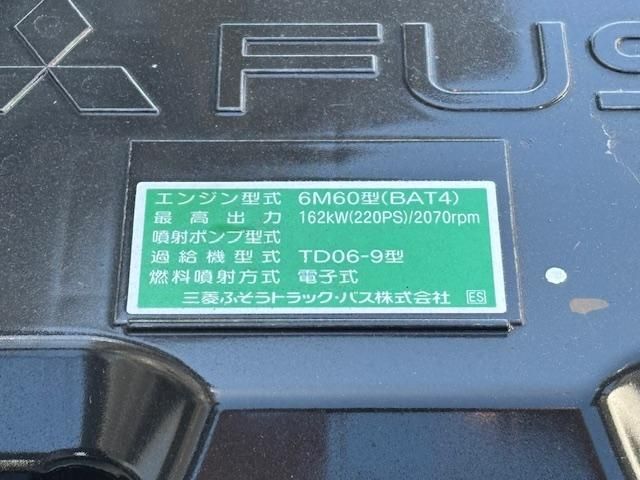 FUS
エンジン型式 6M60型(BAT4)
最高出力 162kW(220PS)/2070rpm
噴射ポンプ型式
過給機型式 TD06-9型
燃料噴射方式 電子式
三菱ふそうトラック・バス株式会社 ES